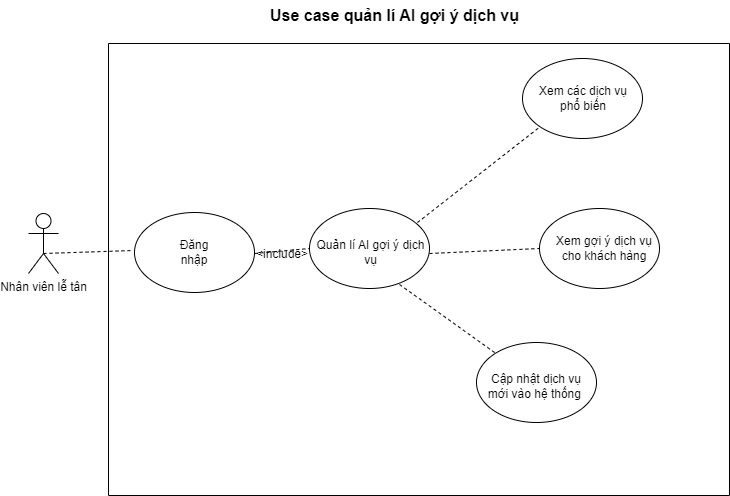 Use case quản lí AI gợi ý dịch vụ
Xem các dịch vụ
phổ biến
Đăng
nhập
<include>
Quản lí AI gợi ý dịch
vụ
Xem gợi ý dịch vụ
cho khách hàng
Nhân viên lễ tân
Cập nhật dịch vụ
mới vào hệ thống